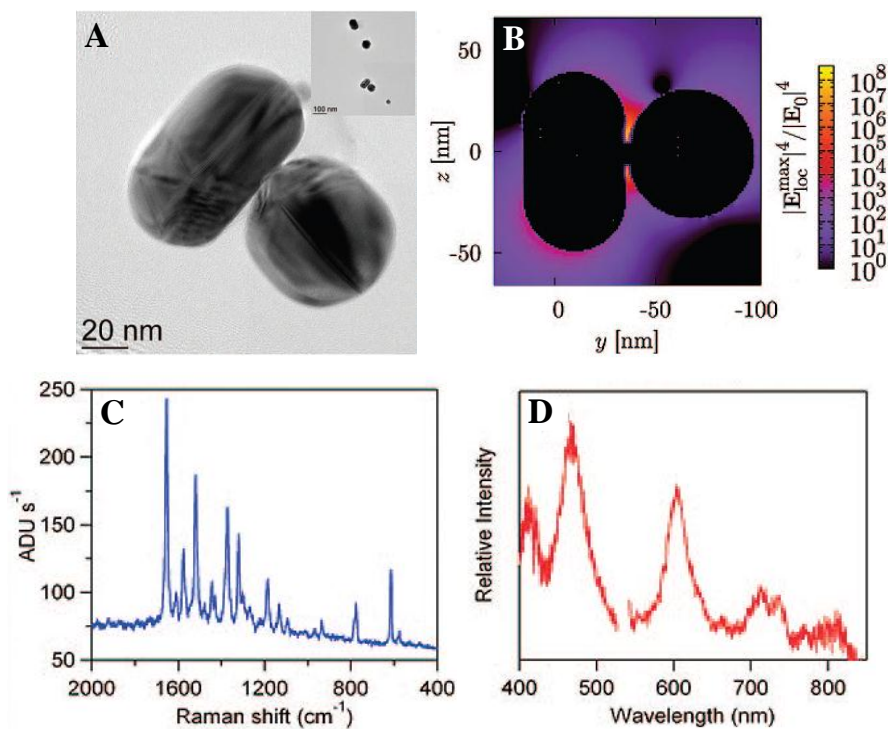 A
100 nm
20 nm
B
50
0
-50
z [nm]
0
-50
-100
y [nm]
|E_loc^max|^4/|E_0|^4
10^8
10^7
10^6
10^5
10^4
10^3
10^2
10^1
10^0
C
250
200
150
100
50
ADU s^-1
2000
1600
1200
800
400
Raman shift (cm^-1)
D
Relative Intensity
400
500
600
700
800
Wavelength (nm)